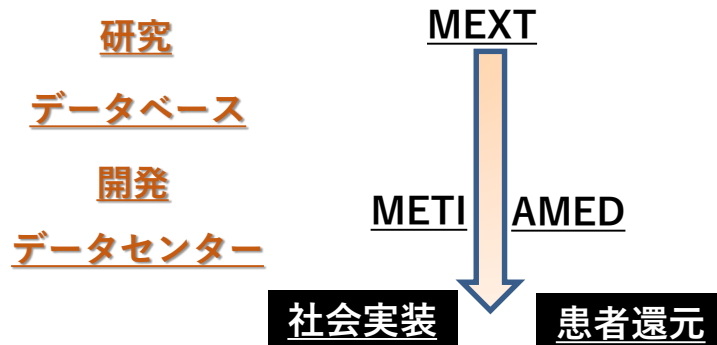 研究
データベース
開発
データセンター
MEXT
METI
AMED
社会実装
患者還元